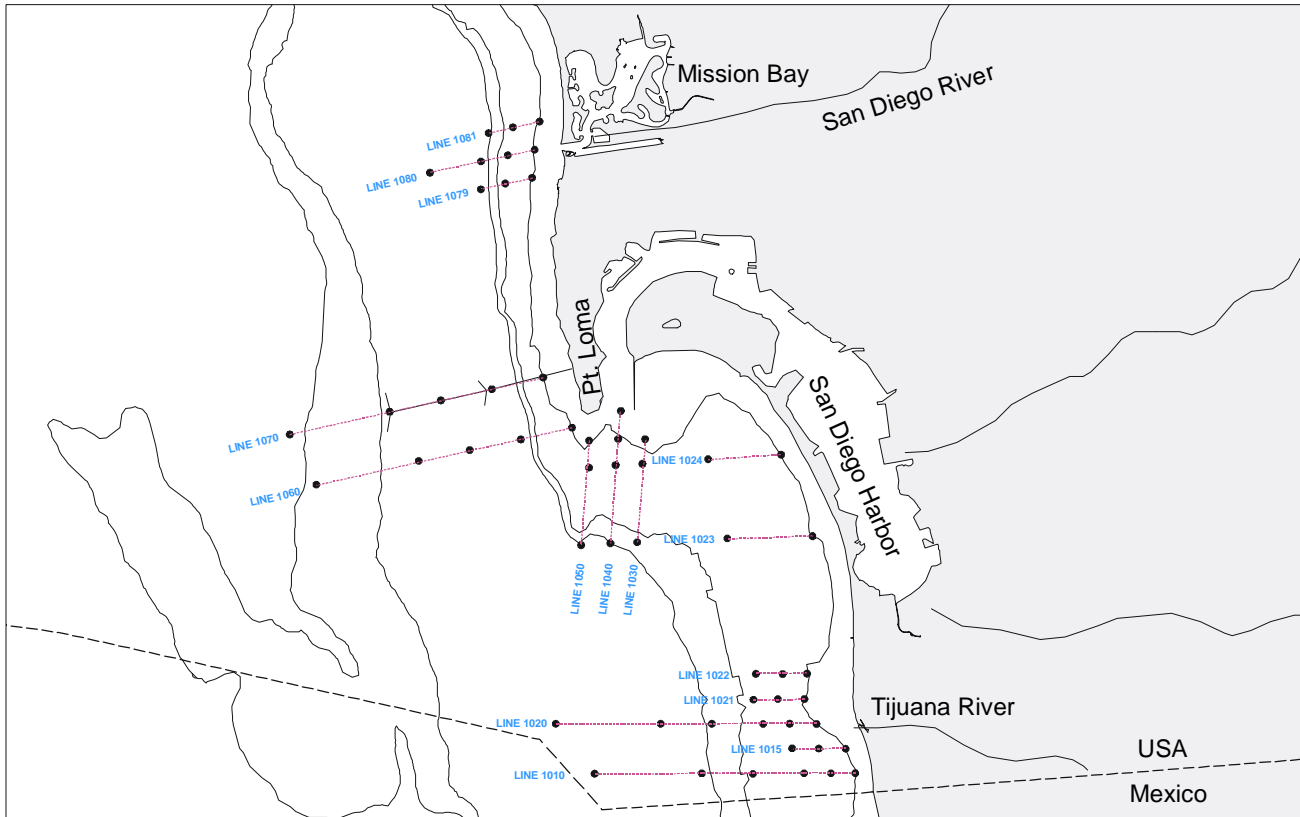 Mission Bay
San Diego River
LINE 1081
LINE 1080
LINE 1079
Pt. Loma
San Diego Harbor
LINE 1070
LINE 1060
LINE 1024
LINE 1023
LINE 1050
LINE 1040
LINE 1030
LINE 1022
LINE 1021
LINE 1020
LINE 1015
LINE 1010
Tijuana River
USA
Mexico